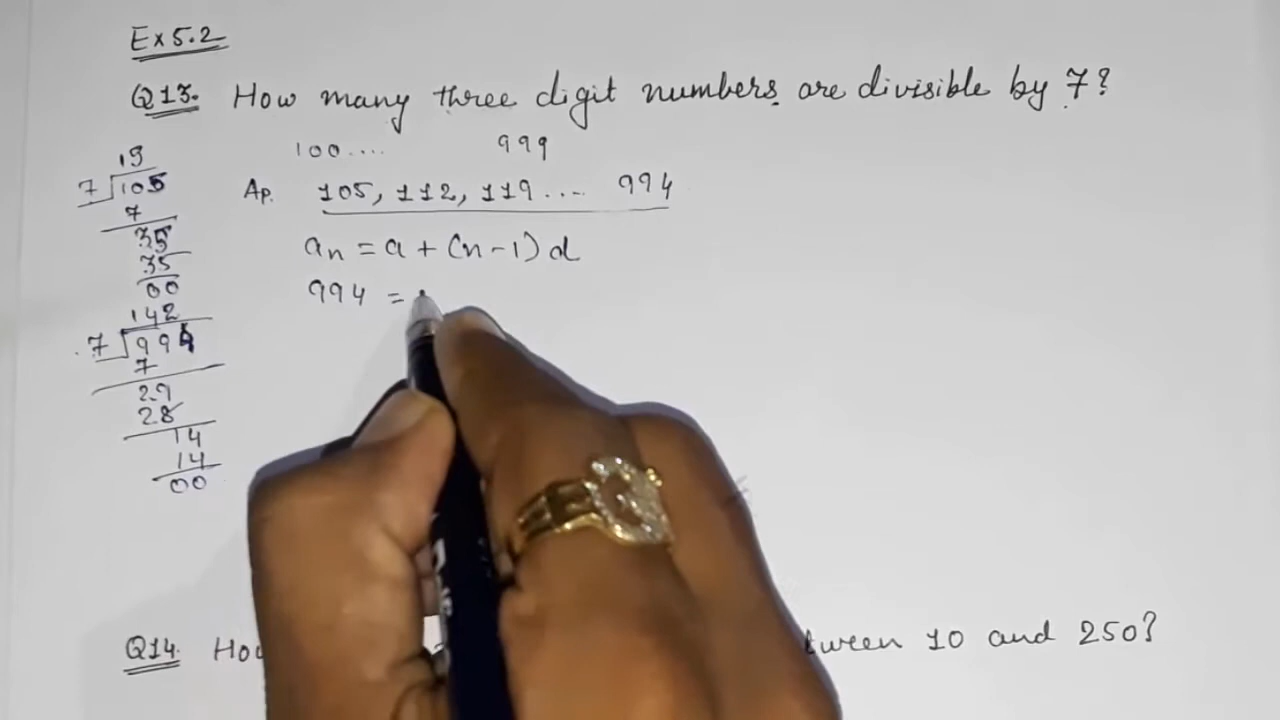 Ex 5.2
Q13. How many three digit numbers are divisible by 7?
100.... 999
AP. 105, 112, 119.... 994
an = a + (n-1) d
994 =
15
7 105
7
35
35
00
142
7 994
7
29
28
14
14
00
Q14. How
tween 10 and 250?